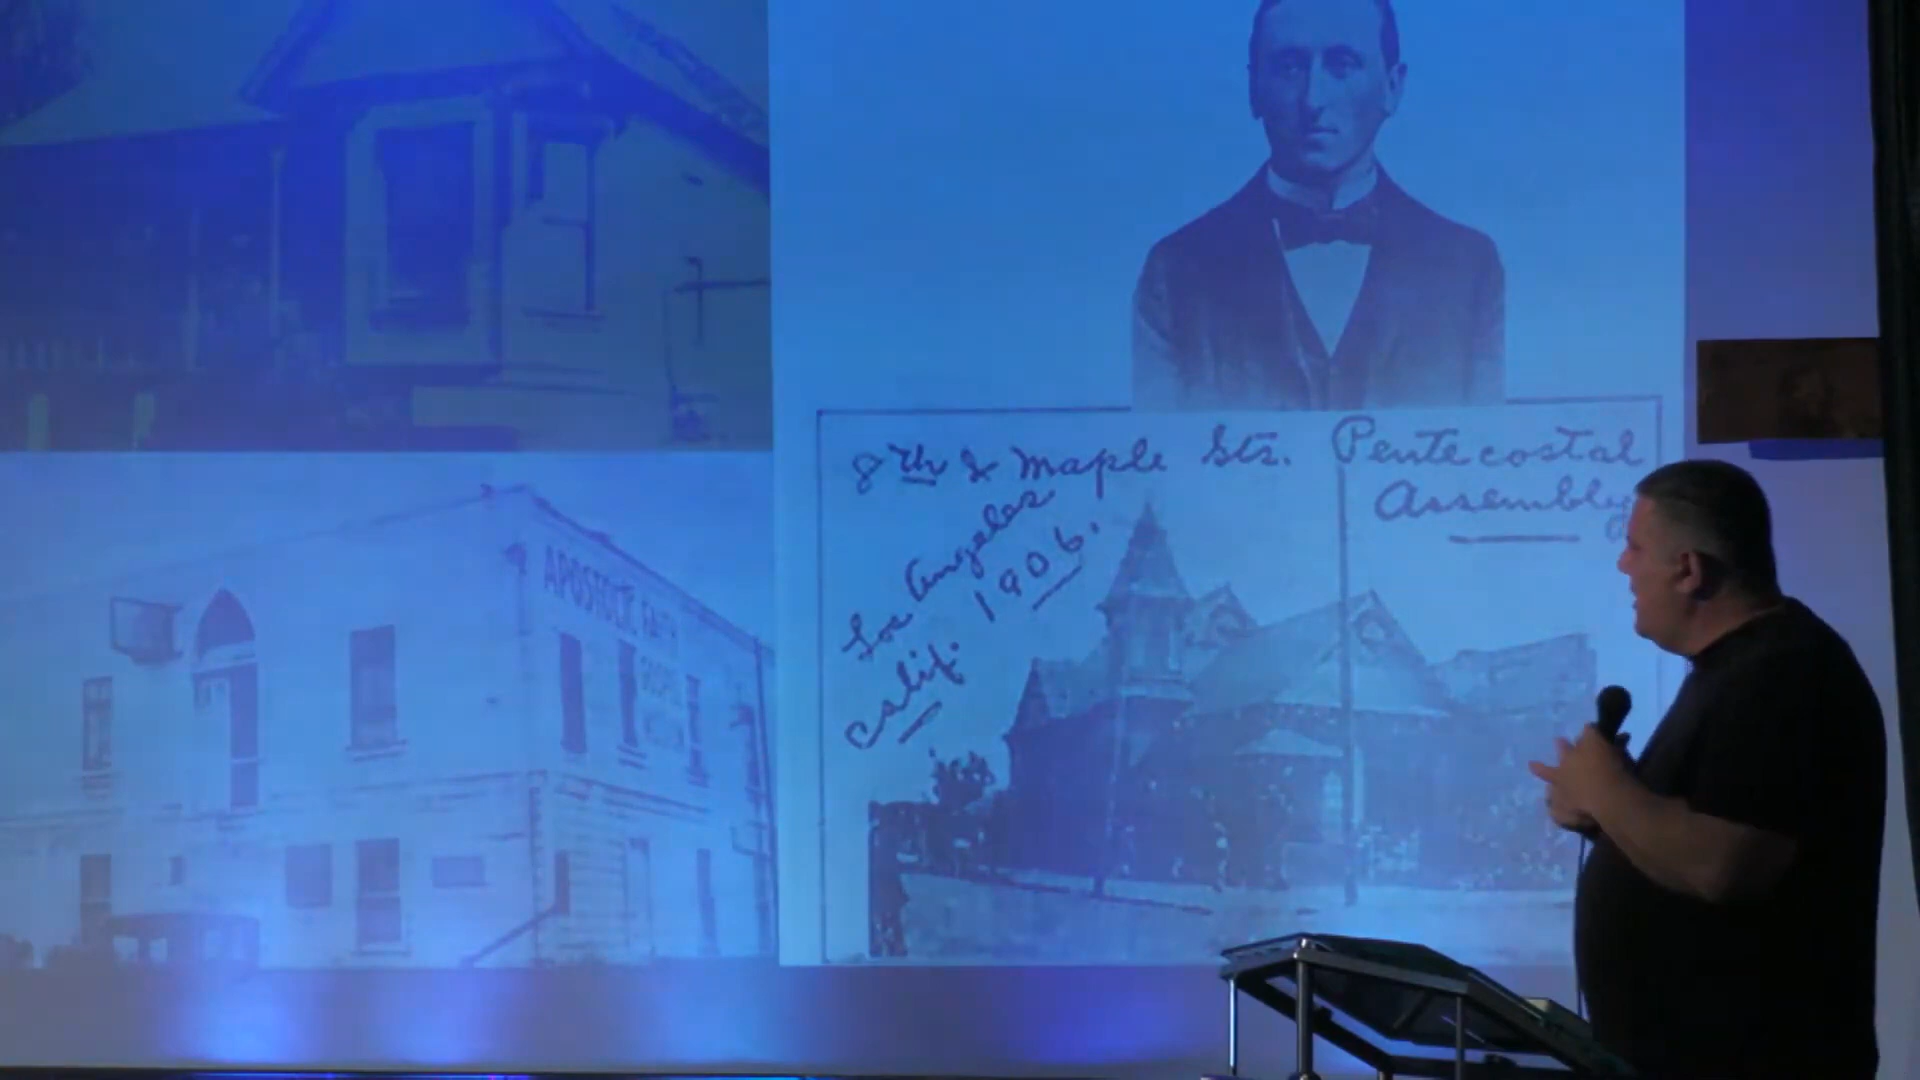 8th & Maple Sts. Pentecostal
Assembly
Los Angeles
Calif. 1906.
APOSTOLIC FAITH